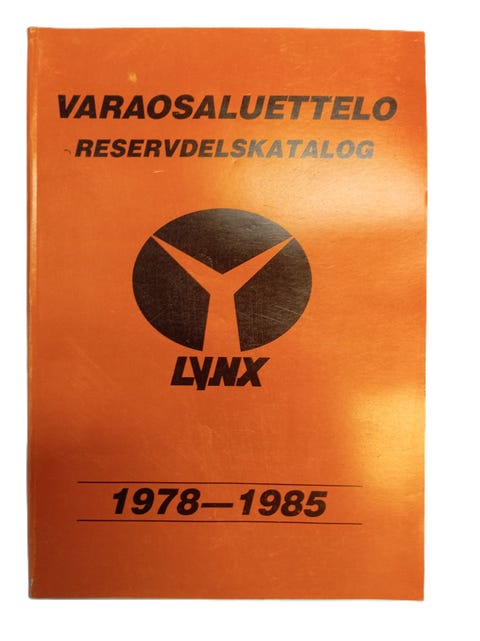 VARAOSALUETTELO
RESERVDELSKATALOG
LYNX
1978—1985